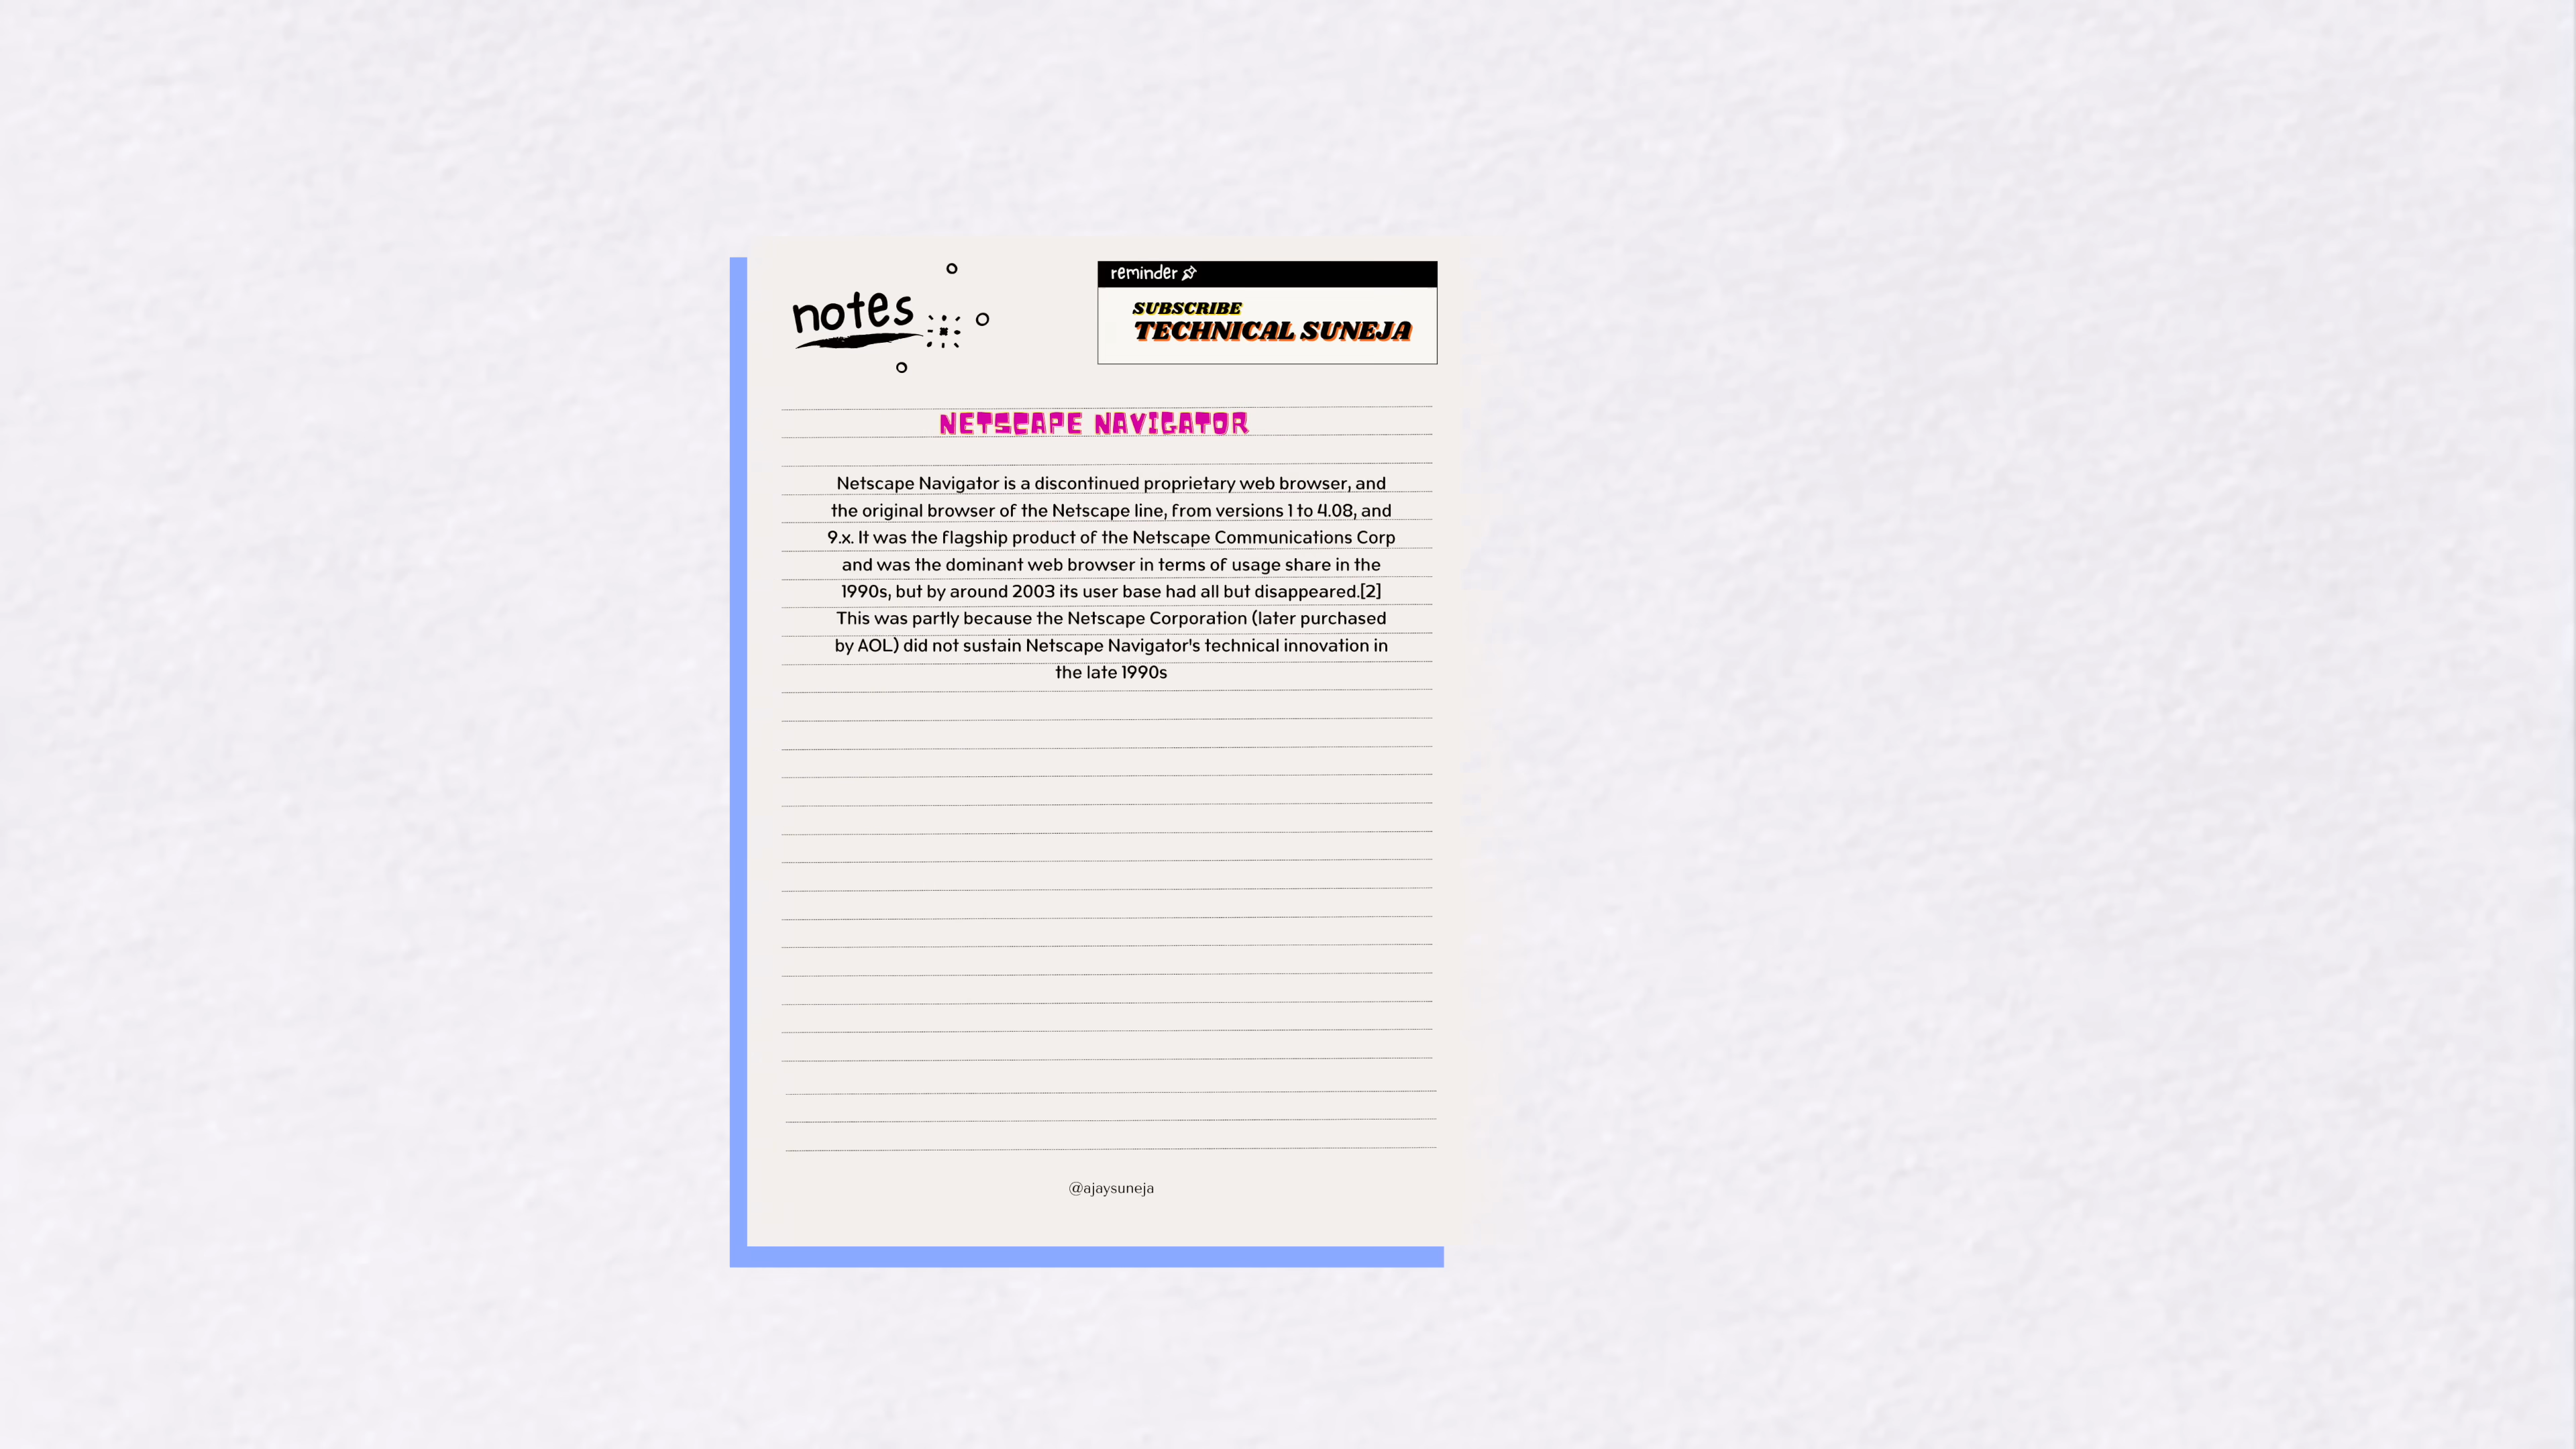 notes
reminder
SUBSCRIBE
TECHNICAL SUNEJA
NETSCAPE NAVIGATOR
Netscape Navigator is a discontinued proprietary web browser, and
the original browser of the Netscape line, from versions 1 to 4.08, and
9.x. It was the flagship product of the Netscape Communications Corp
and was the dominant web browser in terms of usage share in the
1990s, but by around 2003 its user base had all but disappeared.[2]
This was partly because the Netscape Corporation (later purchased
by AOL) did not sustain Netscape Navigator's technical innovation in
the late 1990s
@ajaysuneja